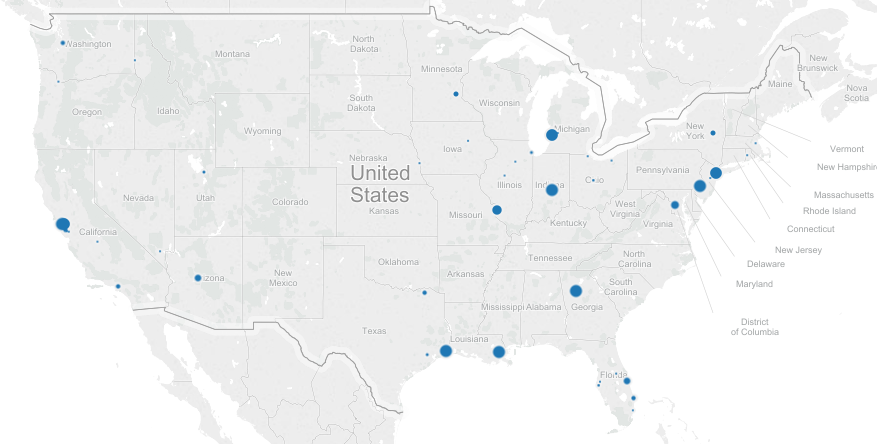 Washington
Montana
North
Dakota
Minnesota
New
Brunswick
Maine
Nova
Scotia
Oregon
Idaho
South
Dakota
Wisconsin
Michigan
New
York
Wyoming
Vermont
Nebraska
Iowa
Pennsylvania
New Hampshire
United
States
Nevada
Utah
Colorado
Kansas
Illinois
Indiana
Ohio
Massachusetts
Missouri
West
Virginia
Virginia
Rhode Island
Kentucky
Connecticut
California
New Jersey
Oklahoma
Tennessee
North
Carolina
Delaware
Arizona
New
Mexico
Arkansas
South
Carolina
Maryland
Mississippi
Alabama
Georgia
Texas
Louisiana
District
of Columbia
Florida